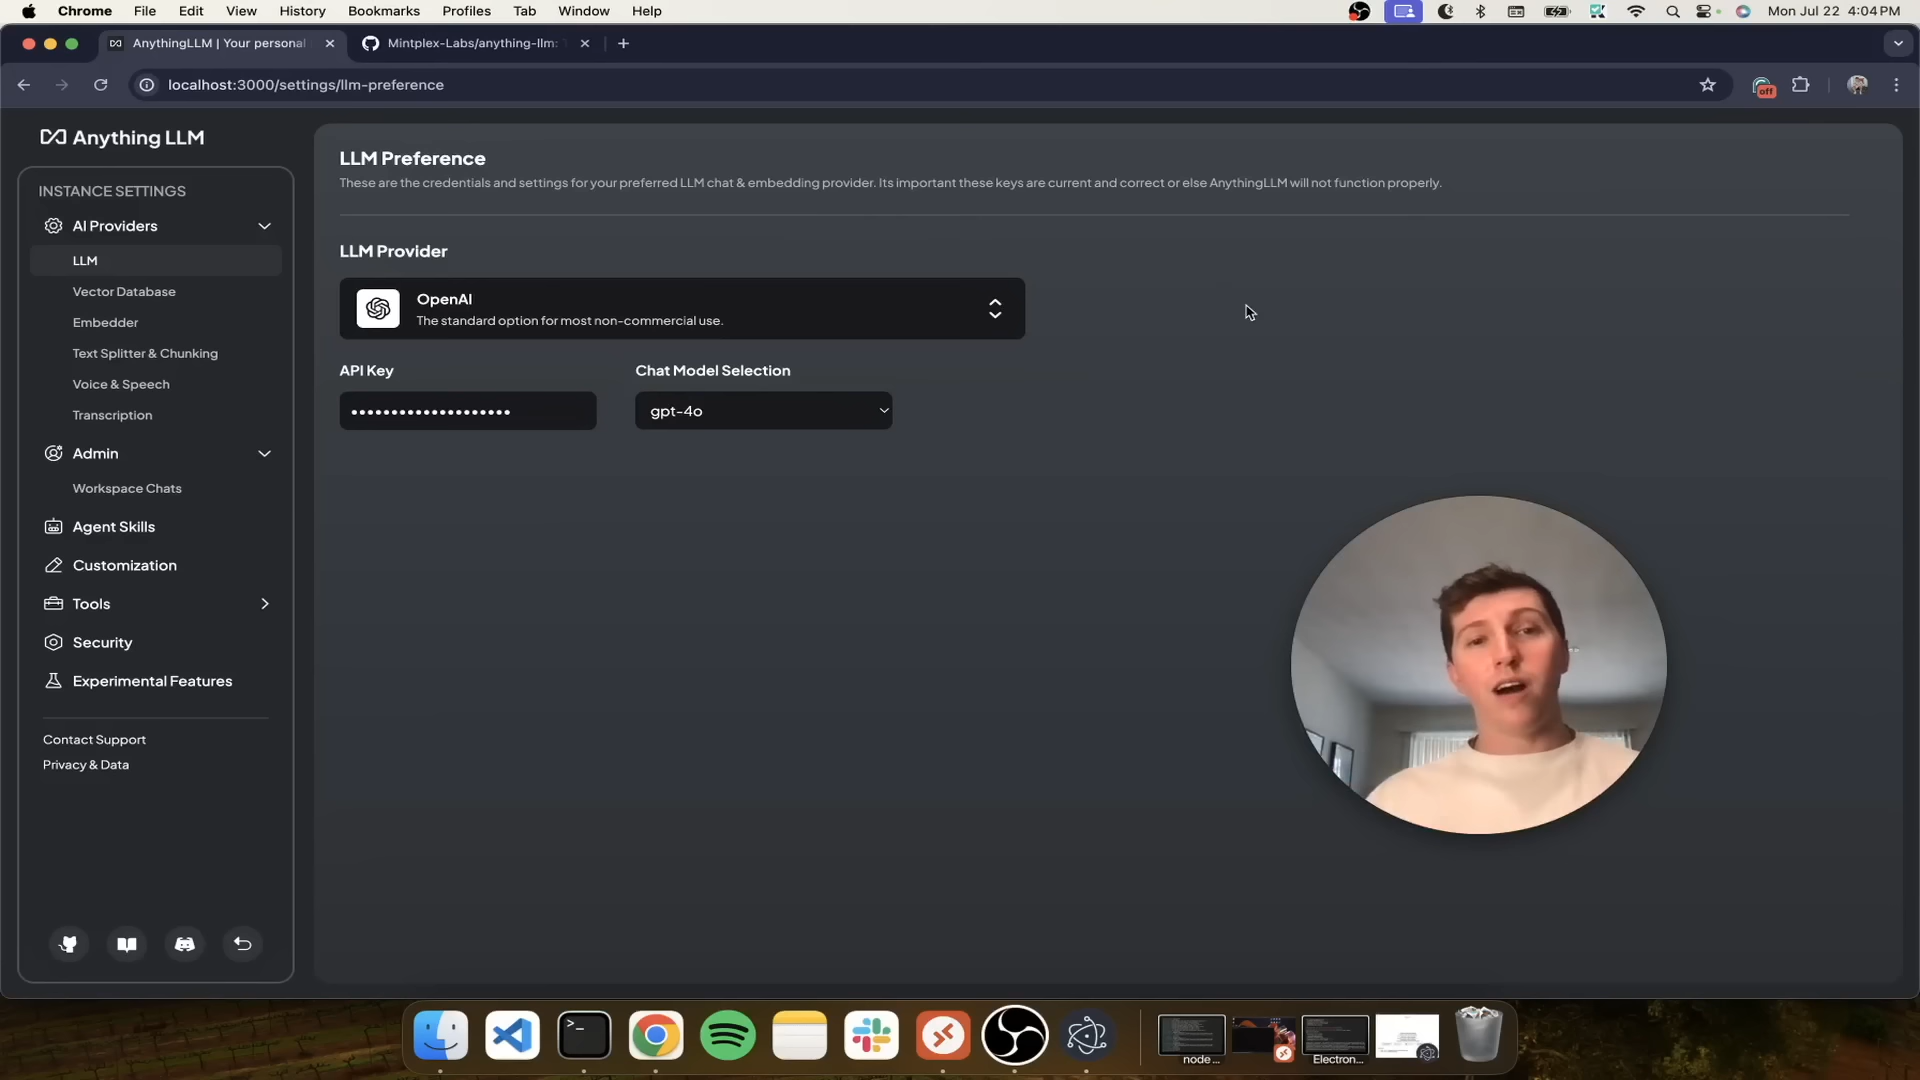 Chrome File Edit View History Bookmarks Profiles Tab Window Help
Mon Jul 22 4:04 PM
AnythingLLM | Your personal
Mintplex-Labs/anything-llm:
localhost:3000/settings/llm-preference
off
Anything LLM
INSTANCE SETTINGS
AI Providers
LLM
Vector Database
Embedder
Text Splitter & Chunking
Voice & Speech
Transcription
Admin
Workspace Chats
Agent Skills
Customization
Tools
Security
Experimental Features
Contact Support
Privacy & Data
LLM Preference
These are the credentials and settings for your preferred LLM chat & embedding provider. Its important these keys are current and correct or else AnythingLLM will not function properly.
LLM Provider
OpenAI
The standard option for most non-commercial use.
API Key
Chat Model Selection
gpt-4o
node ...
Electron...